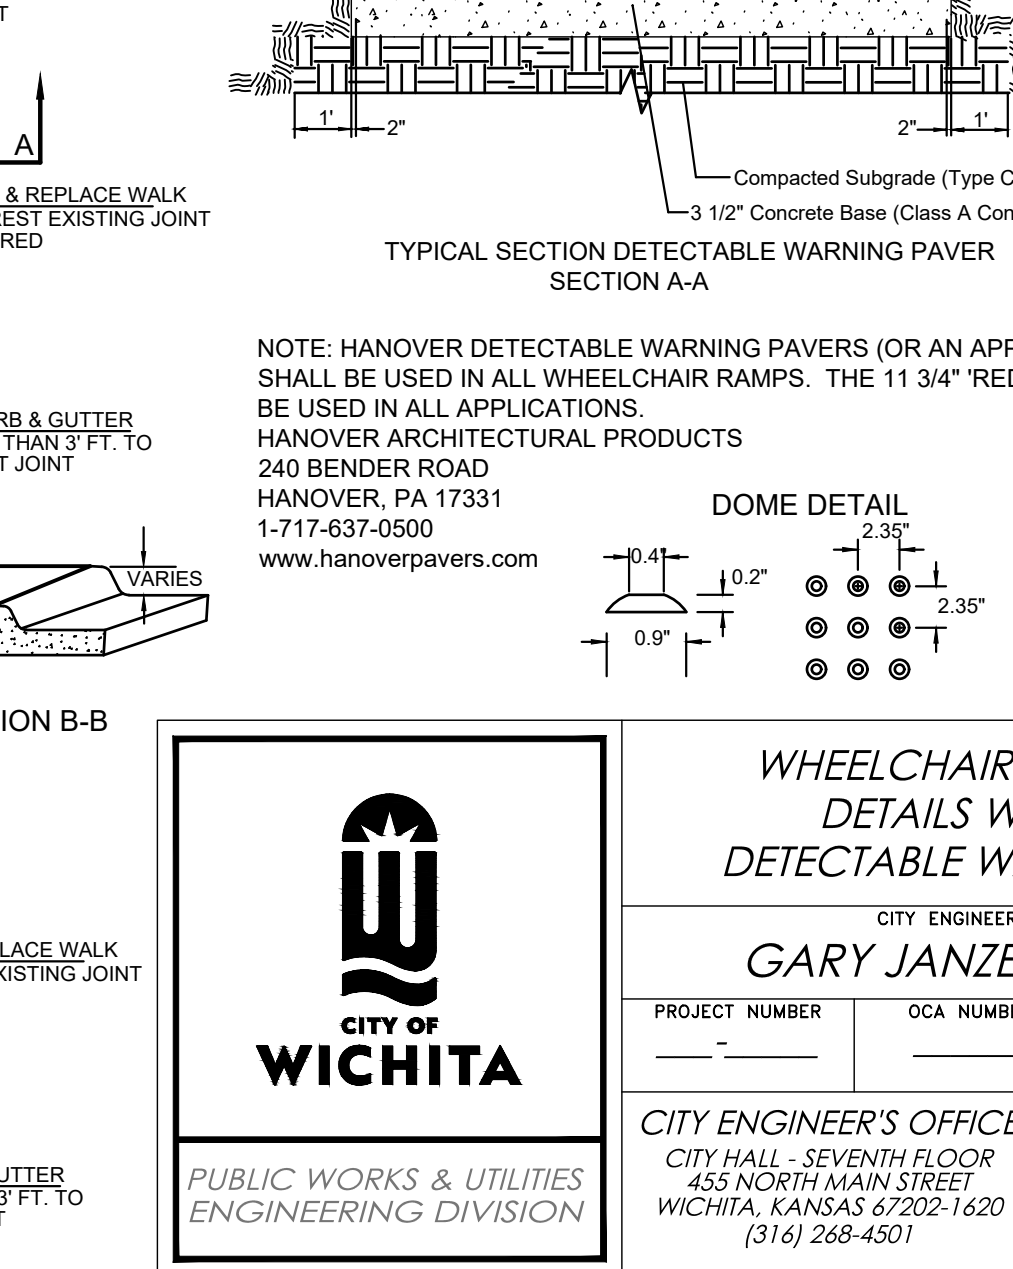 T
A
& REPLACE WALK
REST EXISTING JOINT
RED
1'
2"
2"
1'
Compacted Subgrade (Type C
3 1/2" Concrete Base (Class A Con
TYPICAL SECTION DETECTABLE WARNING PAVER
SECTION A-A
NOTE: HANOVER DETECTABLE WARNING PAVERS (OR AN APP
SHALL BE USED IN ALL WHEELCHAIR RAMPS. THE 11 3/4" 'RED
BE USED IN ALL APPLICATIONS.
HANOVER ARCHITECTURAL PRODUCTS
240 BENDER ROAD
HANOVER, PA 17331
1-717-637-0500
www.hanoverpavers.com
RB & GUTTER
THAN 3' FT. TO
T JOINT
VARIES
DOME DETAIL
0.4"
0.2"
0.9"
2.35"
2.35"
ION B-B
LACE WALK
XISTING JOINT
UTTER
3' FT. TO
T
CITY OF
WICHITA
PUBLIC WORKS & UTILITIES
ENGINEERING DIVISION
WHEELCHAIR
DETAILS W
DETECTABLE W
CITY ENGINEER
GARY JANZE
PROJECT NUMBER
-
OCA NUMB
CITY ENGINEER'S OFFICE
CITY HALL - SEVENTH FLOOR
455 NORTH MAIN STREET
WICHITA, KANSAS 67202-1620
(316) 268-4501